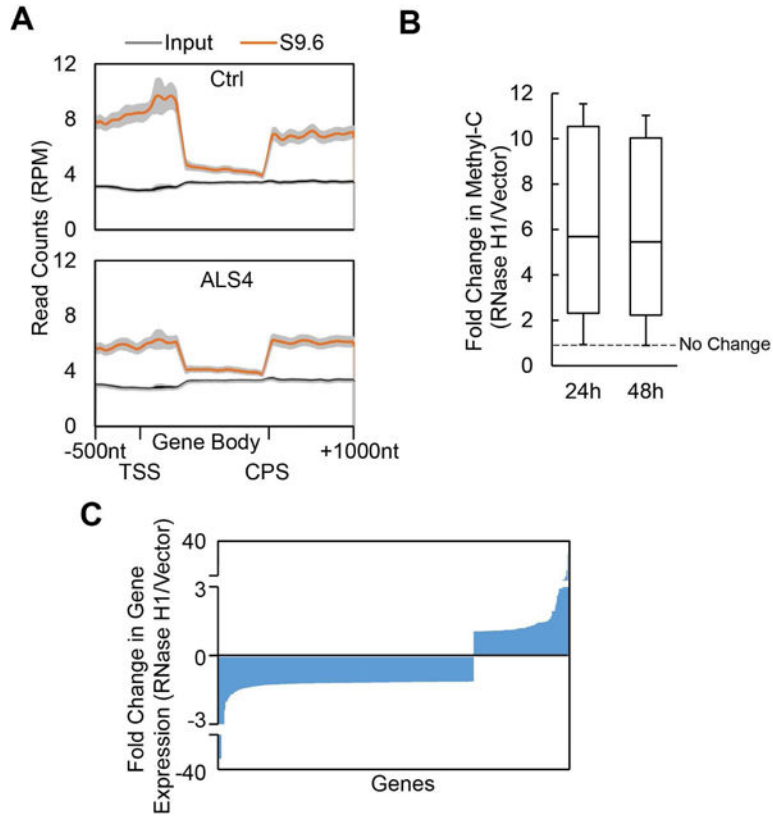 A
Input S9.6
Ctrl
12
8
4
0
ALS4
12
8
4
0
Read Counts (RPM)
-500nt Gene Body +1000nt
TSS CPS
B
12
10
8
6
4
2
0
Fold Change in Methyl-C
(RNase H1/Vector)
No Change
24h 48h
C
40
3
0
-3
-40
Fold Change in Gene
Expression (RNase H1/Vector)
Genes